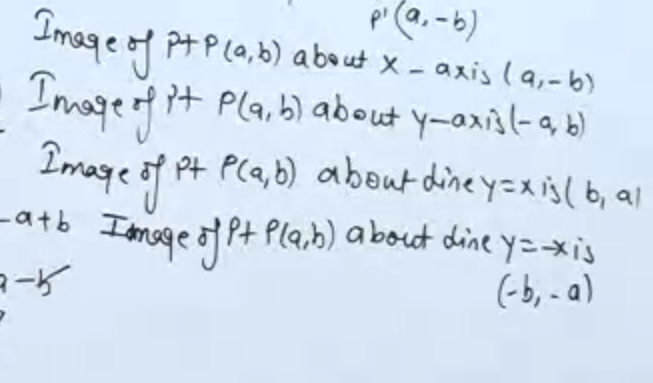 P'(a,-b)
Image of Pt P(a,b) about x-axis (a,-b)
Image of Pt P(a,b) about y-axis (-a,b)
Image of Pt P(a,b) about line y=x is (b, a)
-a+b
Image of Pt P(a,b) about line y=-x is
(-b, -a)
a-b